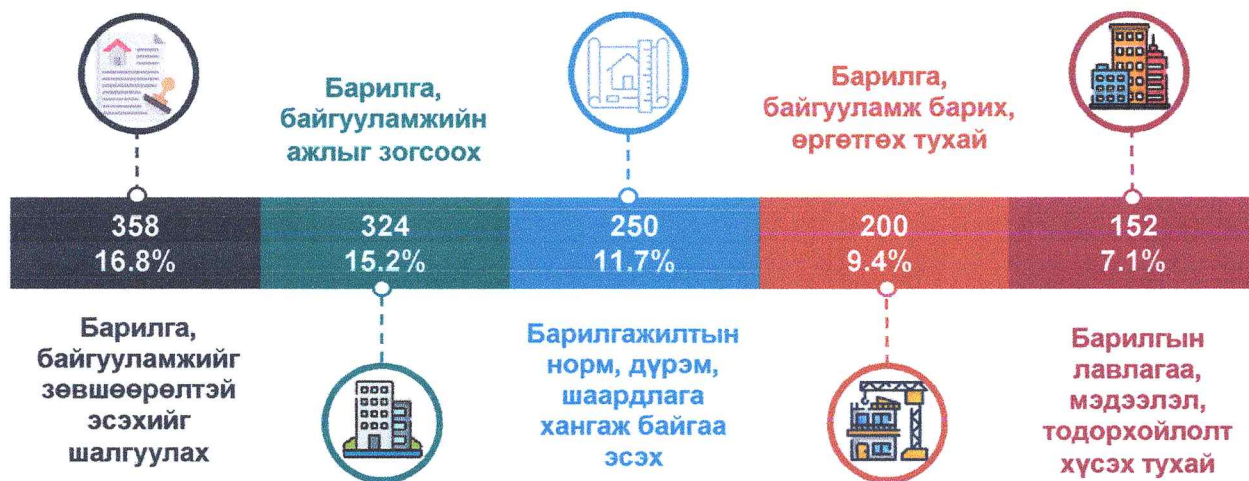 Барилга,
байгууламжийн
ажлыг зогсоох
Барилга,
байгууламж барих,
өргөтгөх тухай
358
16.8%
324
15.2%
250
11.7%
200
9.4%
152
7.1%
Барилга,
байгууламжийг
зөвшөөрөлтэй
эсэхийг
шалгуулах
Барилгажилтын
норм, дүрэм,
шаардлага
хангаж байгаа
эсэх
Барилгын
лавлагаа,
мэдээлэл,
тодорхойлолт
хүсэх тухай